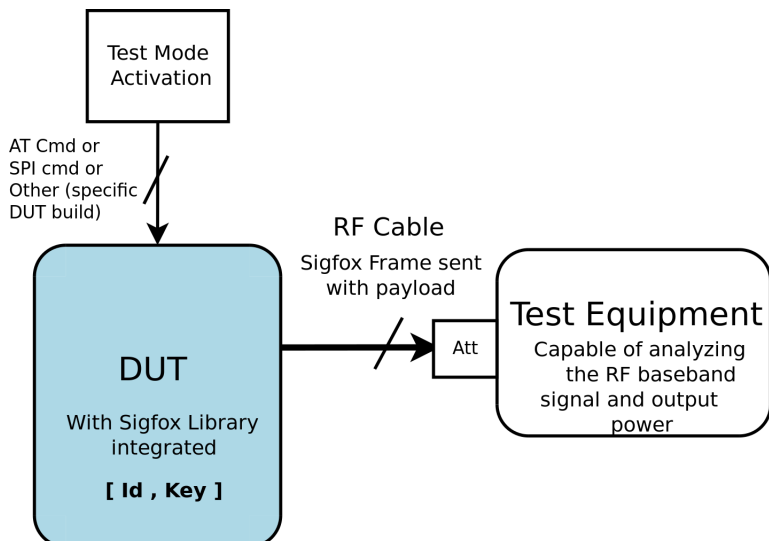 Test Mode
Activation
AT Cmd or
SPI cmd or
Other (specific
DUT build)
RF Cable
Sigfox Frame sent
with payload
DUT
With Sigfox Library
integrated
[ Id , Key ]
Att
Test Equipment
Capable of analyzing
the RF baseband
signal and output
power